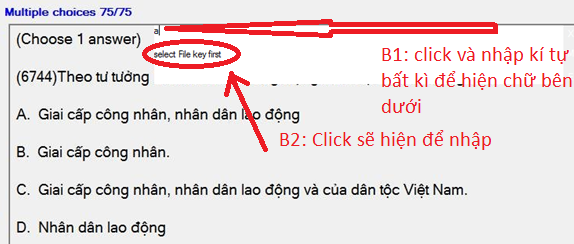 Multiple choices 75/75
(Choose 1 answer)
a
select File key first
B1: click và nhập kí tự
bất kì để hiện chữ bên
dưới
(6744)Theo tư tưởng
A. Giai cấp công nhân, nhân dân lao động
B2: Click sẽ hiện để nhập
B. Giai cấp công nhân.
C. Giai cấp công nhân, nhân dân lao động và của dân tộc Việt Nam.
D. Nhân dân lao động